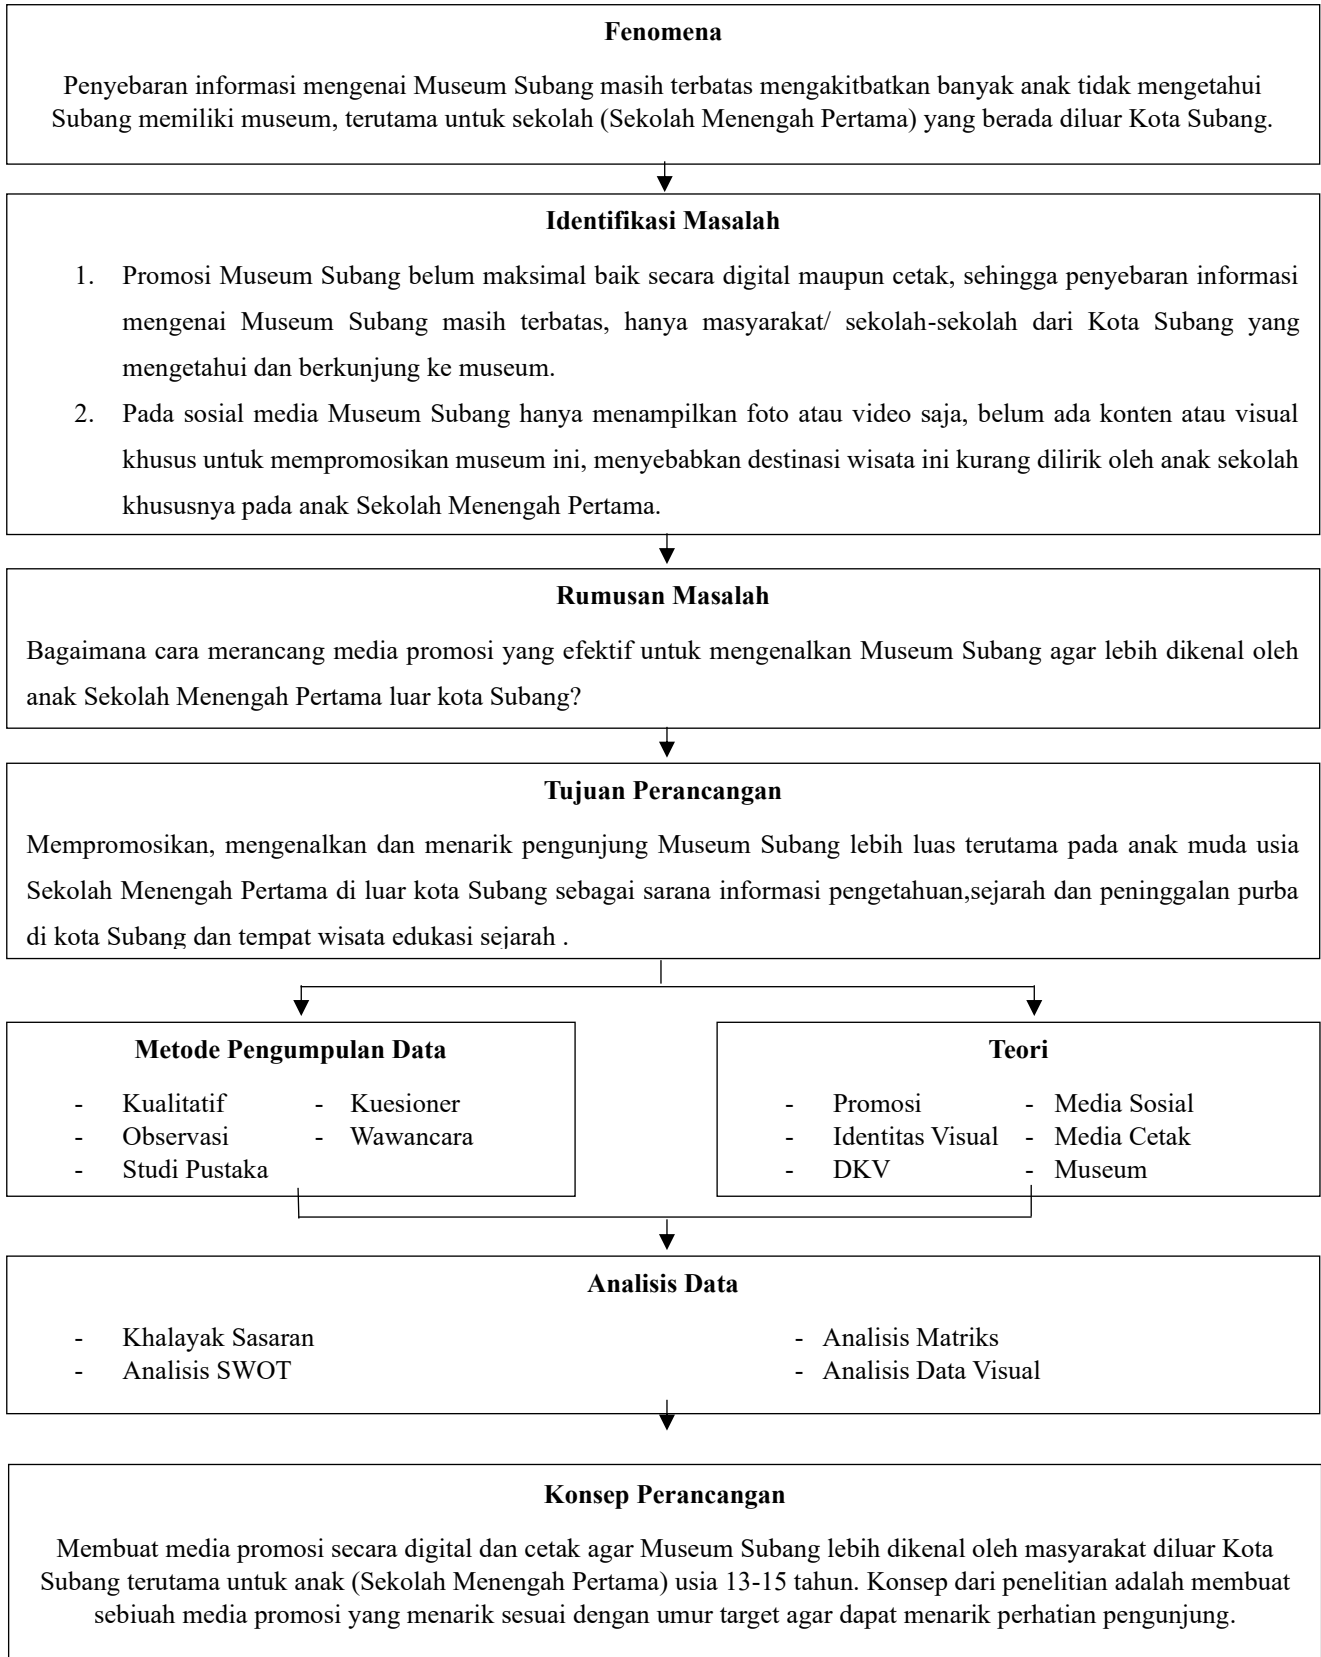 Fenomena
Penyebaran informasi mengenai Museum Subang masih terbatas mengakitbatkan banyak anak tidak mengetahui
Subang memiliki museum, terutama untuk sekolah (Sekolah Menengah Pertama) yang berada diluar Kota Subang.
Identifikasi Masalah
1. Promosi Museum Subang belum maksimal baik secara digital maupun cetak, sehingga penyebaran informasi
mengenai Museum Subang masih terbatas, hanya masyarakat/ sekolah-sekolah dari Kota Subang yang
mengetahui dan berkunjung ke museum.
2. Pada sosial media Museum Subang hanya menampilkan foto atau video saja, belum ada konten atau visual
khusus untuk mempromosikan museum ini, menyebabkan destinasi wisata ini kurang dilirik oleh anak sekolah
khususnya pada anak Sekolah Menengah Pertama.
Rumusan Masalah
Bagaimana cara merancang media promosi yang efektif untuk mengenalkan Museum Subang agar lebih dikenal oleh
anak Sekolah Menengah Pertama luar kota Subang?
Tujuan Perancangan
Mempromosikan, mengenalkan dan menarik pengunjung Museum Subang lebih luas terutama pada anak muda usia
Sekolah Menengah Pertama di luar kota Subang sebagai sarana informasi pengetahuan,sejarah dan peninggalan purba
di kota Subang dan tempat wisata edukasi sejarah .
Metode Pengumpulan Data
- Kualitatif - Kuesioner
- Observasi - Wawancara
- Studi Pustaka
Teori
- Promosi - Media Sosial
- Identitas Visual - Media Cetak
- DKV - Museum
Analisis Data
- Khalayak Sasaran - Analisis Matriks
- Analisis SWOT - Analisis Data Visual
Konsep Perancangan
Membuat media promosi secara digital dan cetak agar Museum Subang lebih dikenal oleh masyarakat diluar Kota
Subang terutama untuk anak (Sekolah Menengah Pertama) usia 13-15 tahun. Konsep dari penelitian adalah membuat
sebiuah media promosi yang menarik sesuai dengan umur target agar dapat menarik perhatian pengunjung.